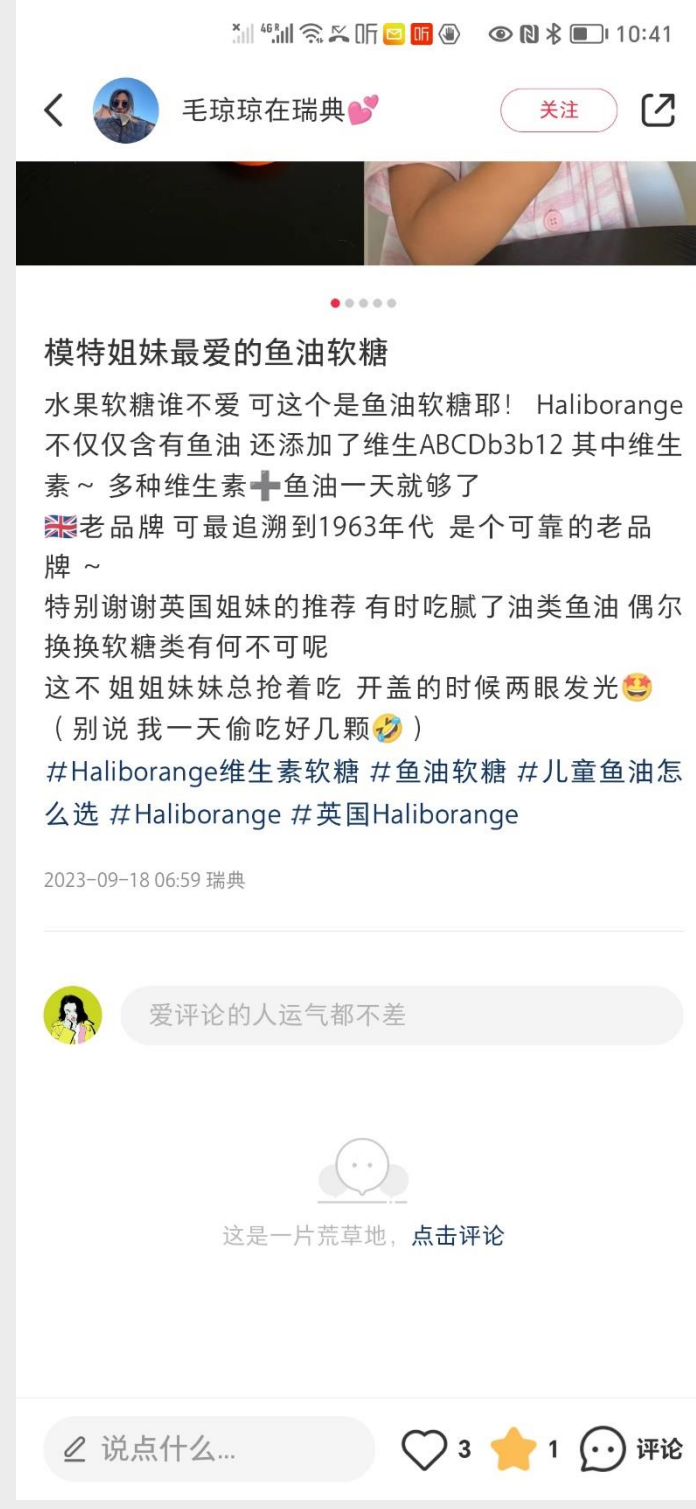 46R 听 听 10:41
毛琼琼在瑞典💕 关注
模特姐妹最爱的鱼油软糖
水果软糖谁不爱 可这个是鱼油软糖耶！ Haliborange
不仅仅含有鱼油 还添加了维生ABCDb3b12 其中维生
素～ 多种维生素➕鱼油一天就够了
🇬🇧老品牌 可最追溯到1963年代 是个可靠的老品
牌 ～
特别谢谢英国姐妹的推荐 有时吃腻了油类鱼油 偶尔
换换软糖类有何不可呢
这不 姐姐妹妹总抢着吃 开盖的时候两眼发光🤩
（别说 我一天偷吃好几颗🤣）
#Haliborange维生素软糖 #鱼油软糖 #儿童鱼油怎
么选 #Haliborange #英国Haliborange
2023-09-18 06:59 瑞典
爱评论的人运气都不差
这是一片荒草地，点击评论
说点什么... 3 1 评论